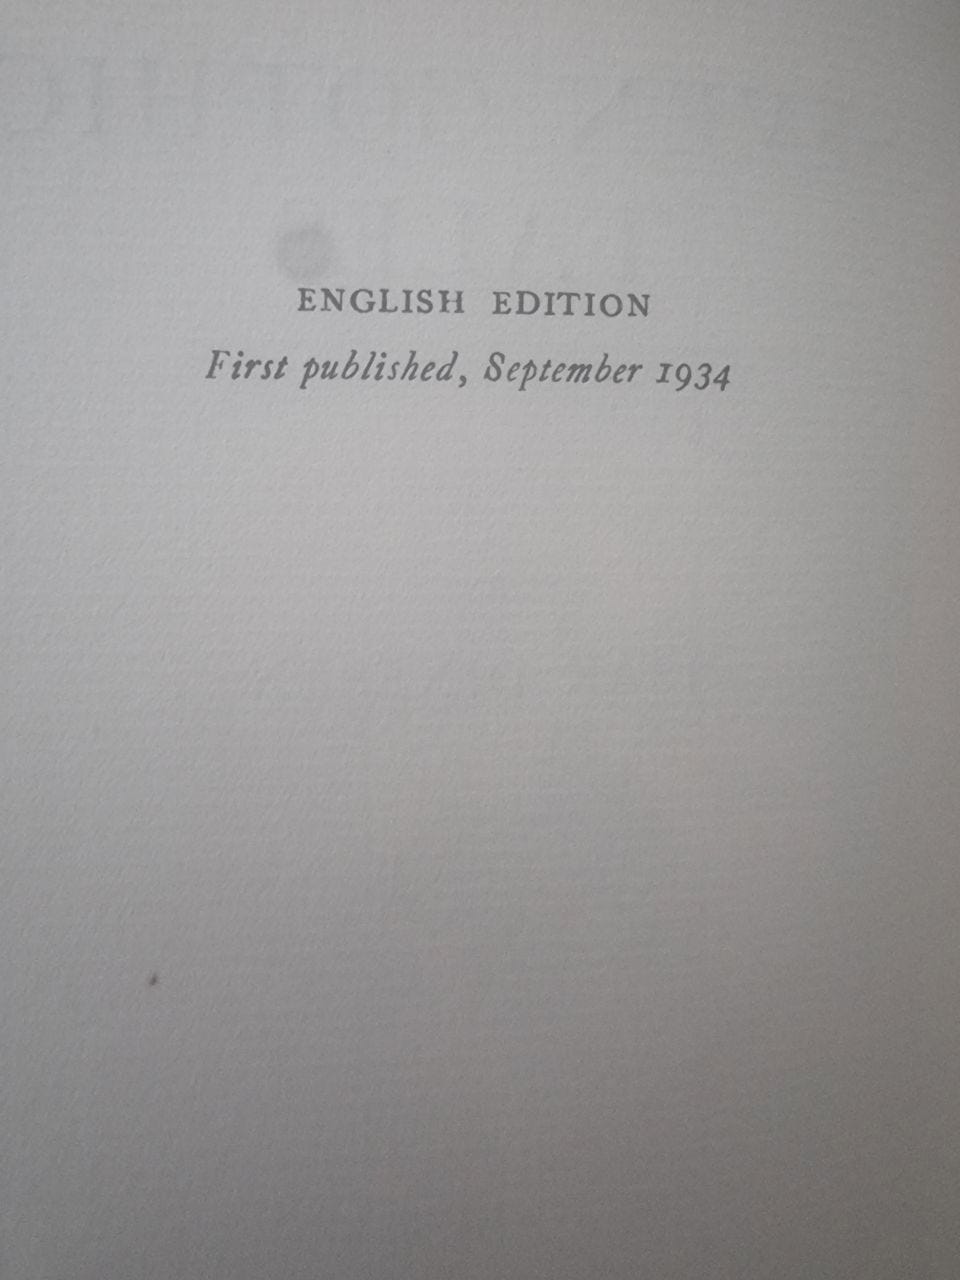 ENGLISH EDITION
First published, September 1934